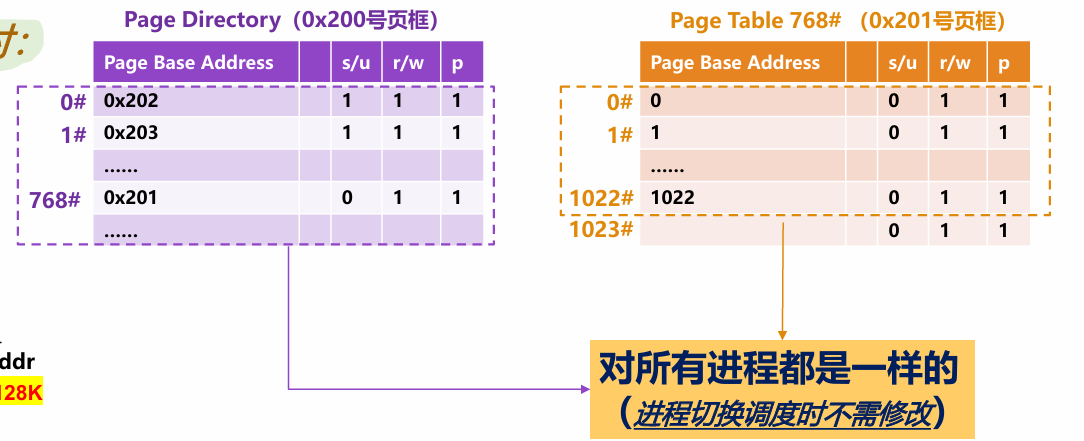 时:
Page Directory（0x200号页框）
Page Base Address s/u r/w p
0# 0x202 1 1 1
1# 0x203 1 1 1
......
768# 0x201 0 1 1
......
Page Table 768# （0x201号页框）
Page Base Address s/u r/w p
0# 0 0 1 1
1# 1 0 1 1
......
1022# 1022 0 1 1
1023# 0 1 1
ddr
128K
对所有进程都是一样的
（进程切换调度时不需修改）